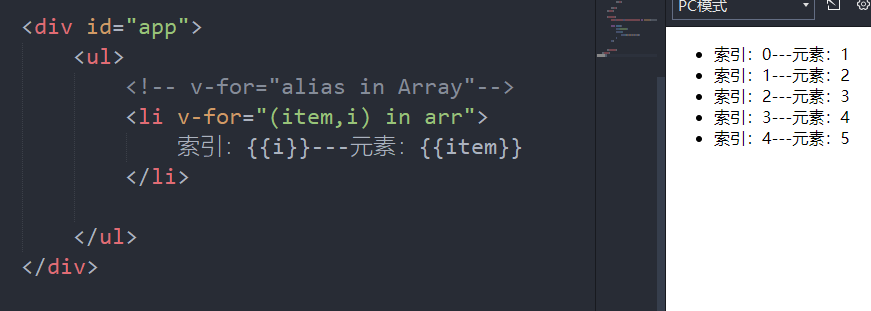 <div id="app">
<ul>
<!-- v-for="alias in Array"-->
<li v-for="(item,i) in arr">
索引：{{i}}---元素：{{item}}
</li>
</ul>
</div>
PC模式
索引：0---元素：1
索引：1---元素：2
索引：2---元素：3
索引：3---元素：4
索引：4---元素：5